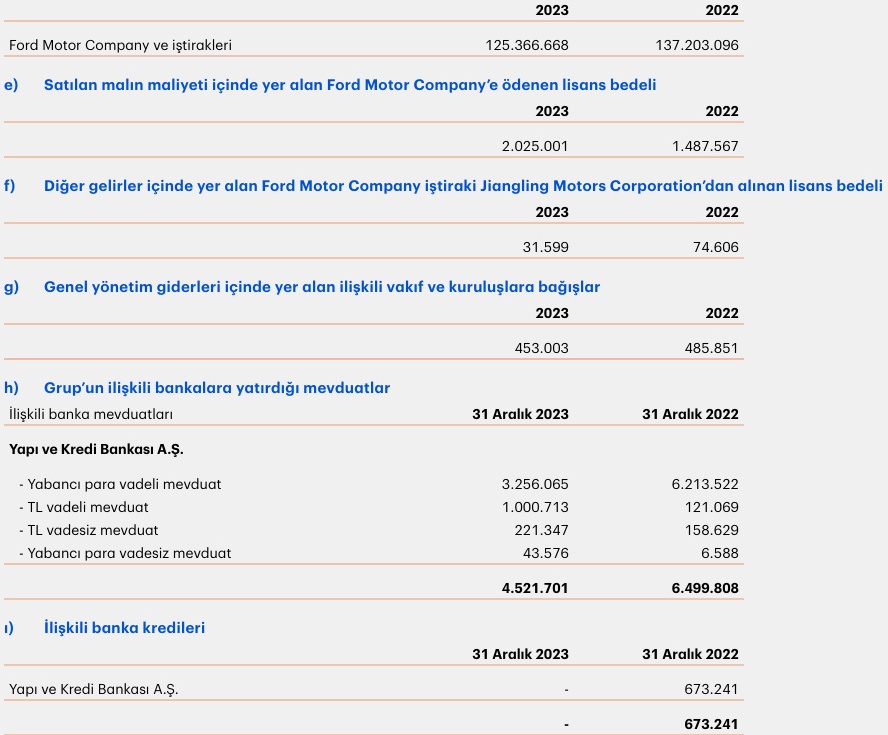 2023 2022
Ford Motor Company ve iştirakleri 125.366.668 137.203.096
e) Satılan malın maliyeti içinde yer alan Ford Motor Company’e ödenen lisans bedeli
2023 2022
2.025.001 1.487.567
f) Diğer gelirler içinde yer alan Ford Motor Company iştiraki Jiangling Motors Corporation’dan alınan lisans bedeli
2023 2022
31.599 74.606
g) Genel yönetim giderleri içinde yer alan ilişkili vakıf ve kuruluşlara bağışlar
2023 2022
453.003 485.851
h) Grup’un ilişkili bankalara yatırdığı mevduatlar
İlişkili banka mevduatları 31 Aralık 2023 31 Aralık 2022
Yapı ve Kredi Bankası A.Ş.
- Yabancı para vadeli mevduat 3.256.065 6.213.522
- TL vadeli mevduat 1.000.713 121.069
- TL vadesiz mevduat 221.347 158.629
- Yabancı para vadesiz mevduat 43.576 6.588
4.521.701 6.499.808
ı) İlişkili banka kredileri
31 Aralık 2023 31 Aralık 2022
Yapı ve Kredi Bankası A.Ş. - 673.241
- 673.241